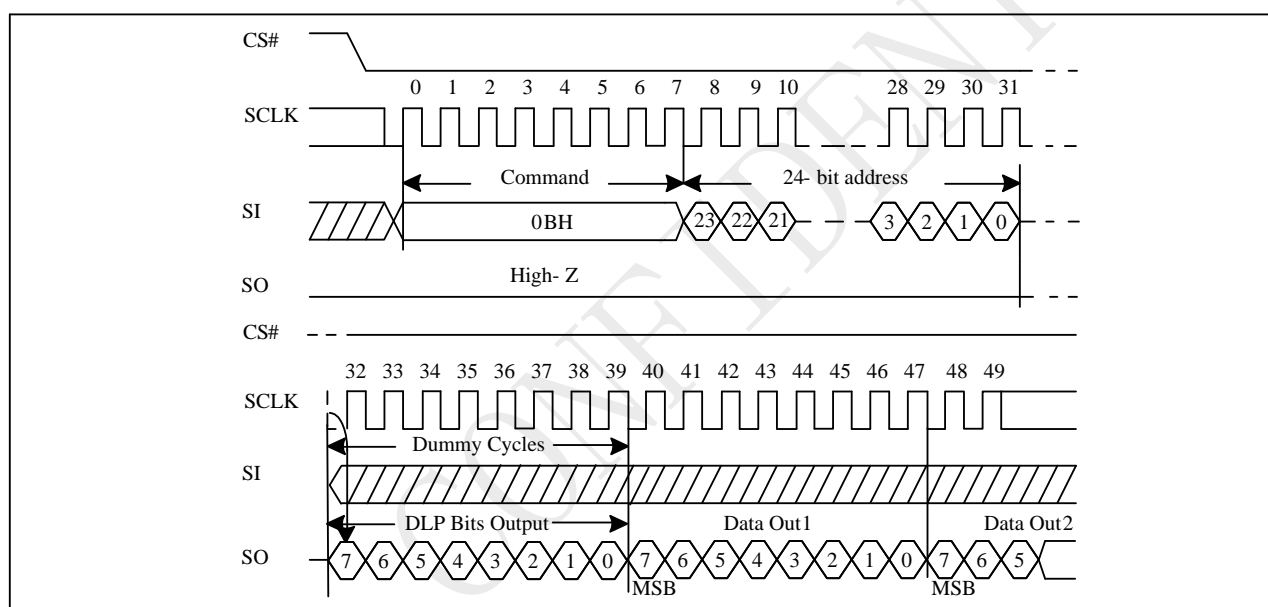 CS#
0 1 2 3 4 5 6 7 8 9 10 28 29 30 31
SCLK
Command 24- bit address
SI 0BH 23 22 21 3 2 1 0
High- Z
SO
CS#
32 33 34 35 36 37 38 39 40 41 42 43 44 45 46 47 48 49
SCLK
Dummy Cycles
SI
DLP Bits Output Data Out1 Data Out2
SO 7 6 5 4 3 2 1 0 7 6 5 4 3 2 1 0 7 6 5
MSB MSB
CONFIDENT